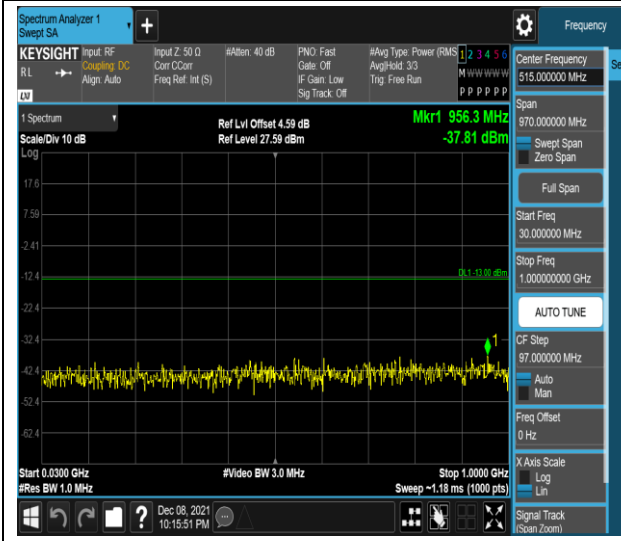 Spectrum Analyzer 1
Swept SA
Frequency
KEYSIGHT
RL
Input: RF
Coupling: DC
Align: Auto
Input Z: 50 Ω
Corr CCorr
Freq Ref: Int (S)
#Atten: 40 dB
PNO: Fast
Gate: Off
IF Gain: Low
Sig Track: Off
#Avg Type: Power (RMS
Avg|Hold: 3/3
Trig: Free Run
1 2 3 4 5 6
M W W W W W
P P P P P P
1 Spectrum
Scale/Div 10 dB
Log
Ref Lvl Offset 4.59 dB
Ref Level 27.59 dBm
Mkr1 956.3 MHz
-37.81 dBm
17.6
7.59
-2.41
-12.4
-22.4
-32.4
-42.4
-52.4
-62.4
DL1 -13.00 dBm
1
Start 0.0300 GHz
#Res BW 1.0 MHz
#Video BW 3.0 MHz
Stop 1.0000 GHz
Sweep ~1.18 ms (1000 pts)
Dec 08, 2021
10:15:51 PM
Center Frequency
515.000000 MHz
Se
Span
970.000000 MHz
Swept Span
Zero Span
Full Span
Start Freq
30.000000 MHz
Stop Freq
1.000000000 GHz
AUTO TUNE
CF Step
97.000000 MHz
Auto
Man
Freq Offset
0 Hz
X Axis Scale
Log
Lin
Signal Track
(Span Zoom)